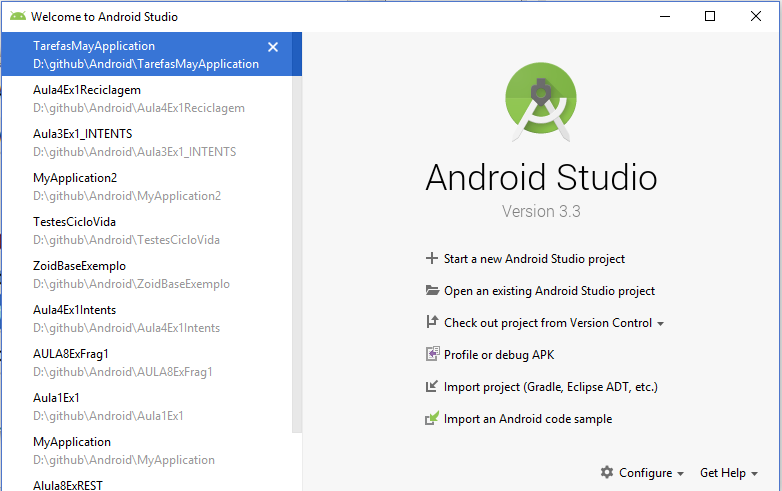 Welcome to Android Studio
TarefasMayApplication
D:\github\Android\TarefasMayApplication
Aula4Ex1Reciclagem
D:\github\Android\Aula4Ex1Reciclagem
Aula3Ex1_INTENTS
D:\github\Android\Aula3Ex1_INTENTS
MyApplication2
D:\github\Android\MyApplication2
TestesCicloVida
D:\github\Android\TestesCicloVida
ZoidBaseExemplo
D:\github\Android\ZoidBaseExemplo
Aula4Ex1Intents
D:\github\Android\Aula4Ex1Intents
AULA8ExFrag1
D:\github\Android\AULA8ExFrag1
Aula1Ex1
D:\github\Android\Aula1Ex1
MyApplication
D:\github\Android\MyApplication
Alula8ExREST
Android Studio
Version 3.3
Start a new Android Studio project
Open an existing Android Studio project
Check out project from Version Control
Profile or debug APK
Import project (Gradle, Eclipse ADT, etc.)
Import an Android code sample
Configure
Get Help